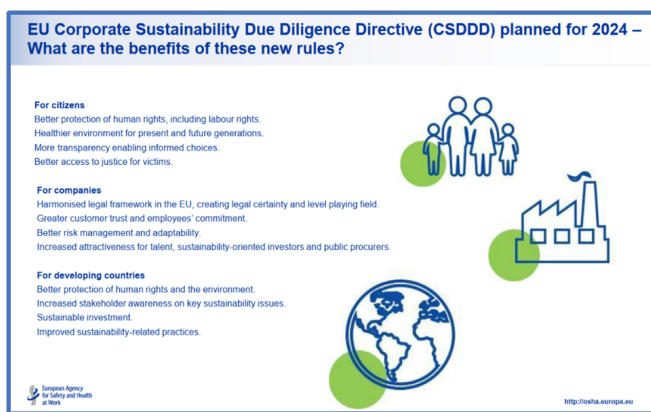 EU Corporate Sustainability Due Diligence Directive (CSDDD) planned for 2024 –
What are the benefits of these new rules?
For citizens
Better protection of human rights, including labour rights.
Healthier environment for present and future generations.
More transparency enabling informed choices.
Better access to justice for victims.
For companies
Harmonised legal framework in the EU, creating legal certainty and level playing field.
Greater customer trust and employees' commitment.
Better risk management and adaptability.
Increased attractiveness for talent, sustainability-oriented investors and public procurers.
For developing countries
Better protection of human rights and the environment.
Increased stakeholder awareness on key sustainability issues.
Sustainable investment.
Improved sustainability-related practices.
European Agency
for Safety and Health
at Work
http://osha.europa.eu